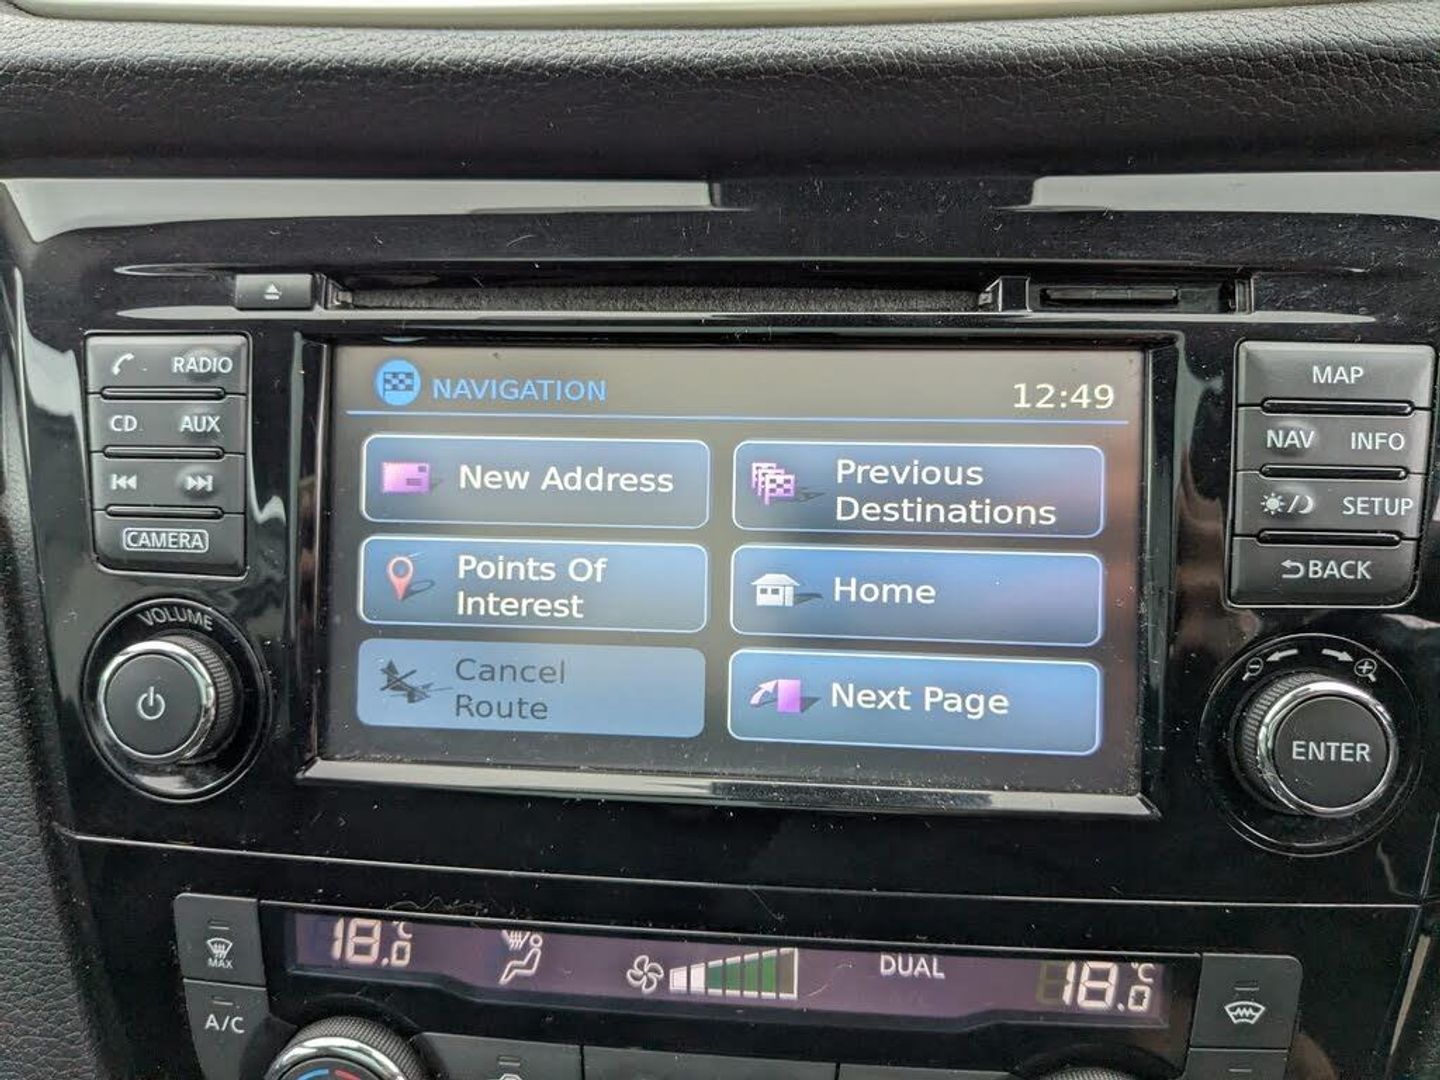 RADIO
CD AUX
CAMERA
VOLUME
NAVIGATION 12:49
New Address
Previous
Destinations
Points Of
Interest
Home
Cancel
Route
Next Page
MAP
NAV INFO
SETUP
BACK
ENTER
MAX
A/C
18.0 °C
DUAL
18.0 °C